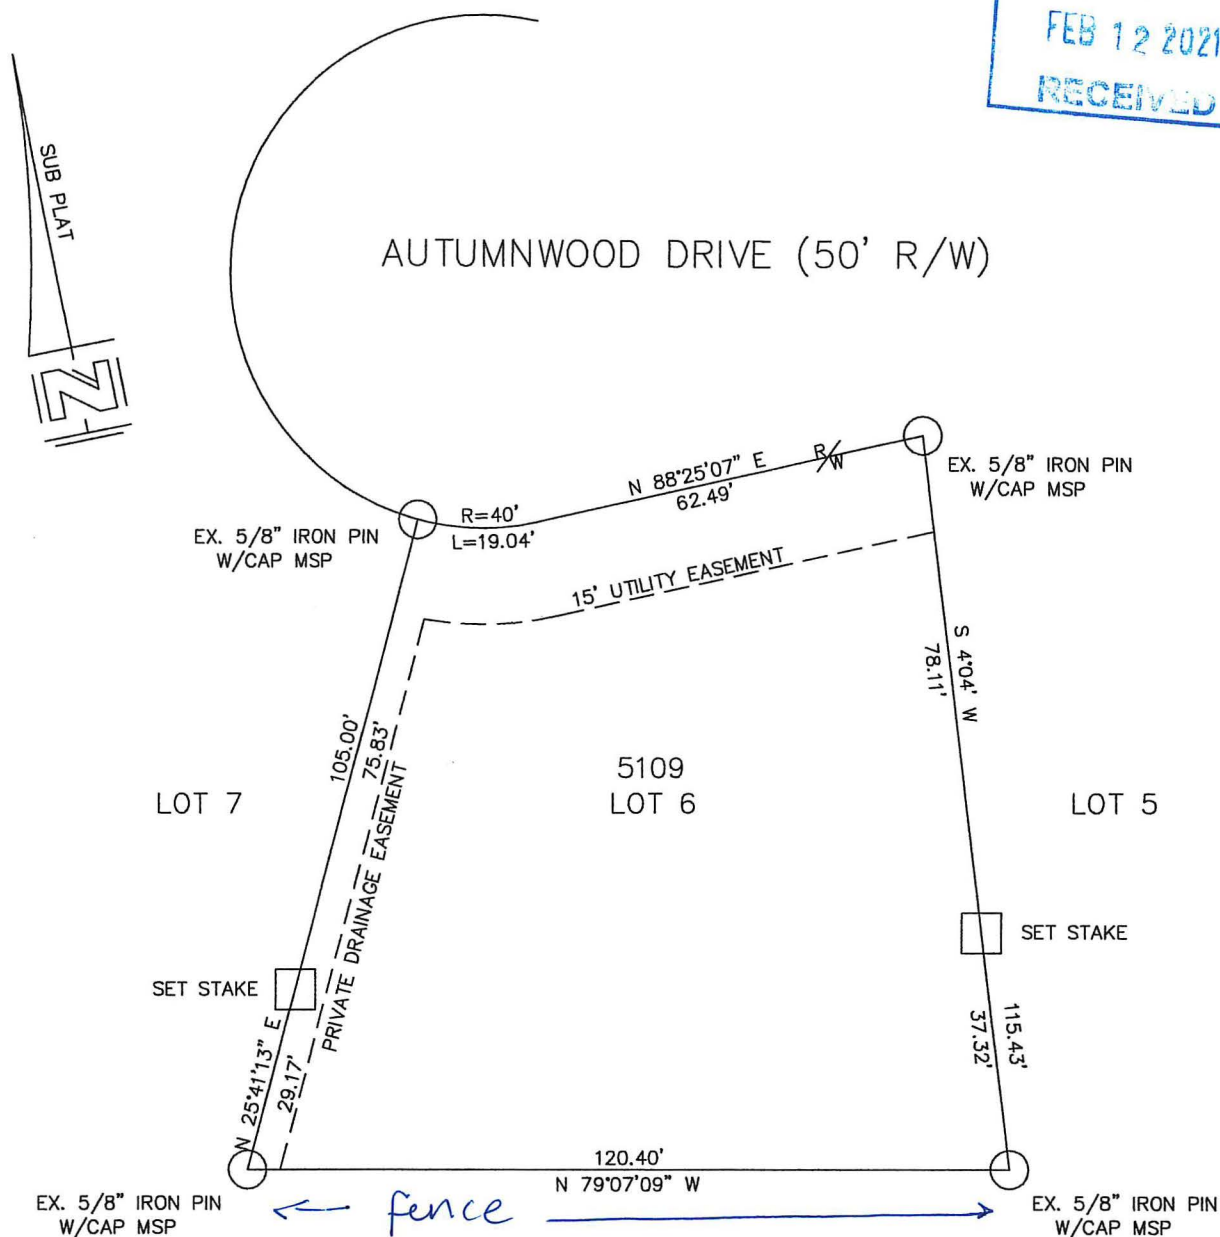 FEB 12 2021
RECEIVED
SUB PLAT
N
AUTUMNWOOD DRIVE (50' R/W)
N 88°25'07" E
62.49'
R/W
EX. 5/8" IRON PIN
W/CAP MSP
R=40'
L=19.04'
EX. 5/8" IRON PIN
W/CAP MSP
15' UTILITY EASEMENT
S 4°04' W
78.11'
105.00'
75.83'
PRIVATE DRAINAGE EASEMENT
LOT 7
5109
LOT 6
LOT 5
SET STAKE
SET STAKE
N 25°41'13" E
29.17'
115.43'
37.32'
120.40'
N 79°07'09" W
EX. 5/8" IRON PIN
W/CAP MSP
fence
EX. 5/8" IRON PIN
W/CAP MSP